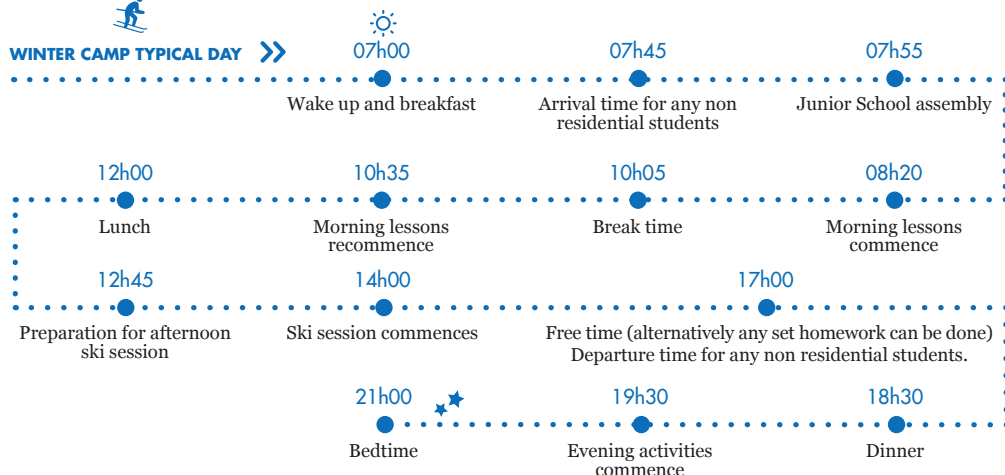 WINTER CAMP TYPICAL DAY
07h00
Wake up and breakfast
07h45
Arrival time for any non
residential students
07h55
Junior School assembly
08h20
Morning lessons
commence
10h05
Break time
10h35
Morning lessons
recommence
12h00
Lunch
12h45
Preparation for afternoon
ski session
14h00
Ski session commences
17h00
Free time (alternatively any set homework can be done)
Departure time for any non residential students.
18h30
Dinner
19h30
Evening activities
commence
21h00
Bedtime